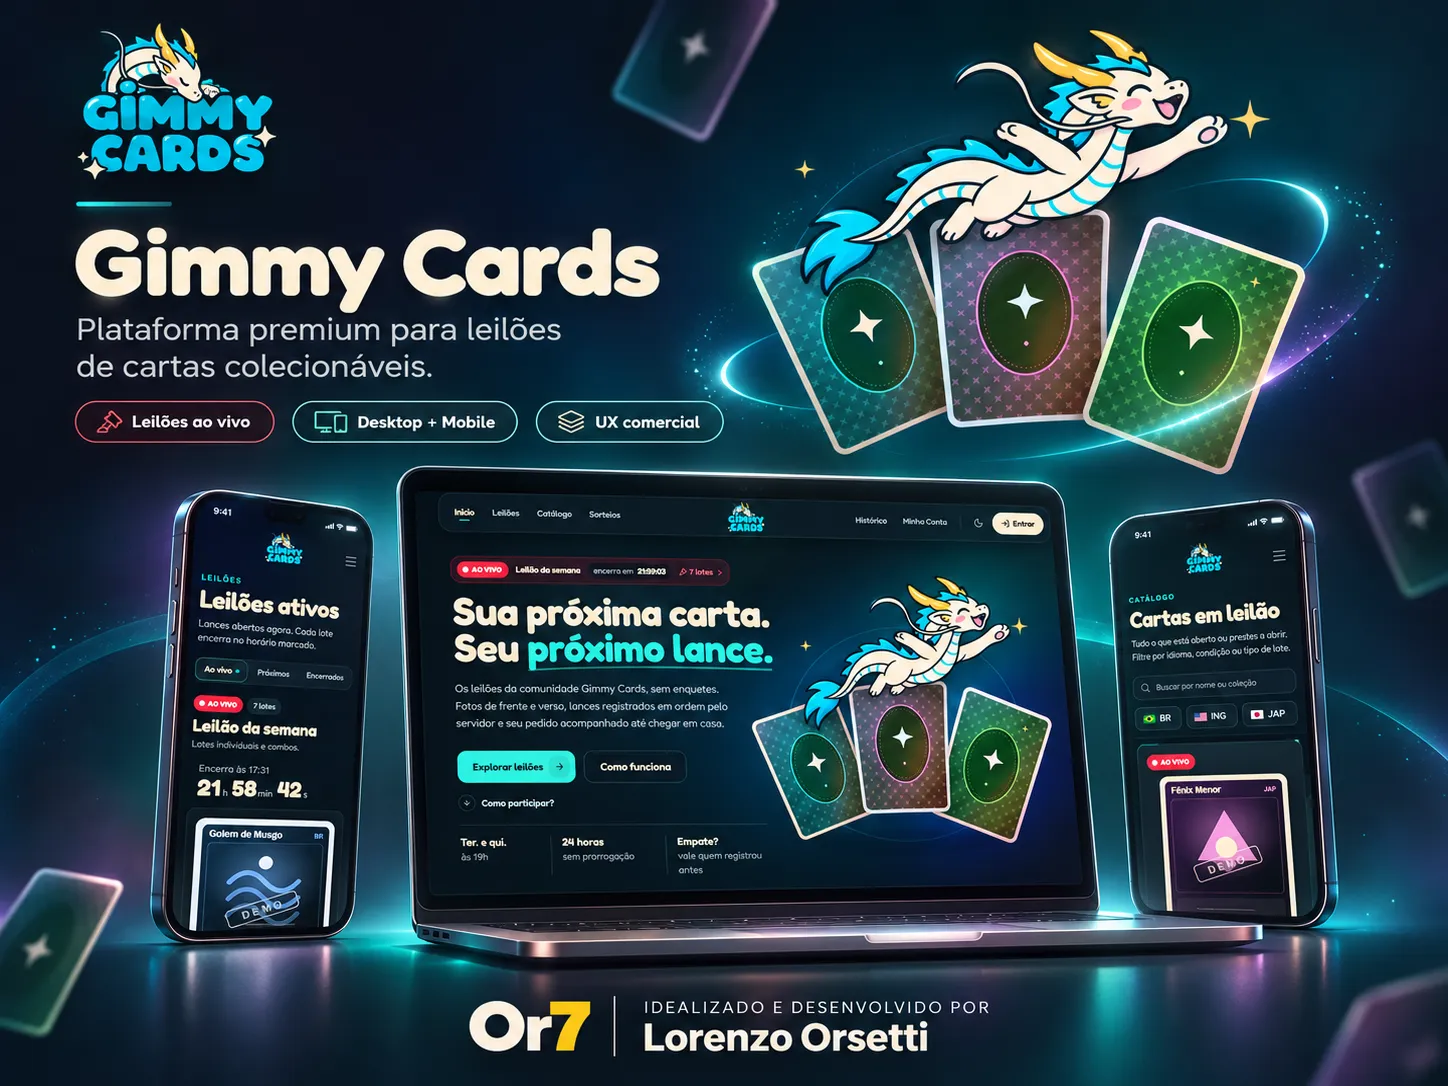 GIMMY
CARDS
Gimmy Cards
Plataforma premium para leilões
de cartas colecionáveis.
Leilões ao vivo
Desktop + Mobile
UX comercial
9:41
GIMMY
CARDS
LEILÕES
Leilões ativos
Lances abertos agora. Cada lote
encerra no horário marcado.
Ao vivo
Próximos
Encerrados
AO VIVO
7 lotes
Leilão da semana
Lotes individuais e combos.
Encerra às 17:31
21h 58min 42s
Golem de Musgo
BR
DEMO
Início
Leilões
Catálogo
Sorteios
GIMMY
CARDS
Histórico
Minha Conta
Entrar
AO VIVO
Leilão da semana
encerra em 21:59:03
7 lotes
Sua próxima carta.
Seu próximo lance.
Os leilões da comunidade Gimmy Cards, sem enquetes.
Fotos de frente e verso, lances registrados em ordem pelo
servidor e seu pedido acompanhado até chegar em casa.
Explorar leilões
Como funciona
Como participar?
Ter. e qui.
às 19h
24 horas
sem prorrogação
Empate?
vale quem registrou
antes
9:41
GIMMY
CARDS
CATÁLOGO
Cartas em leilão
Tudo o que está aberto ou prestes a abrir.
Filtre por idioma, condição ou tipo de lote.
Buscar por nome ou coleção
BR
ING
JAP
AO VIVO
Fênix Menor
JAP
DEMO
Or7
IDEALIZADO E DESENVOLVIDO POR
Lorenzo Orsetti